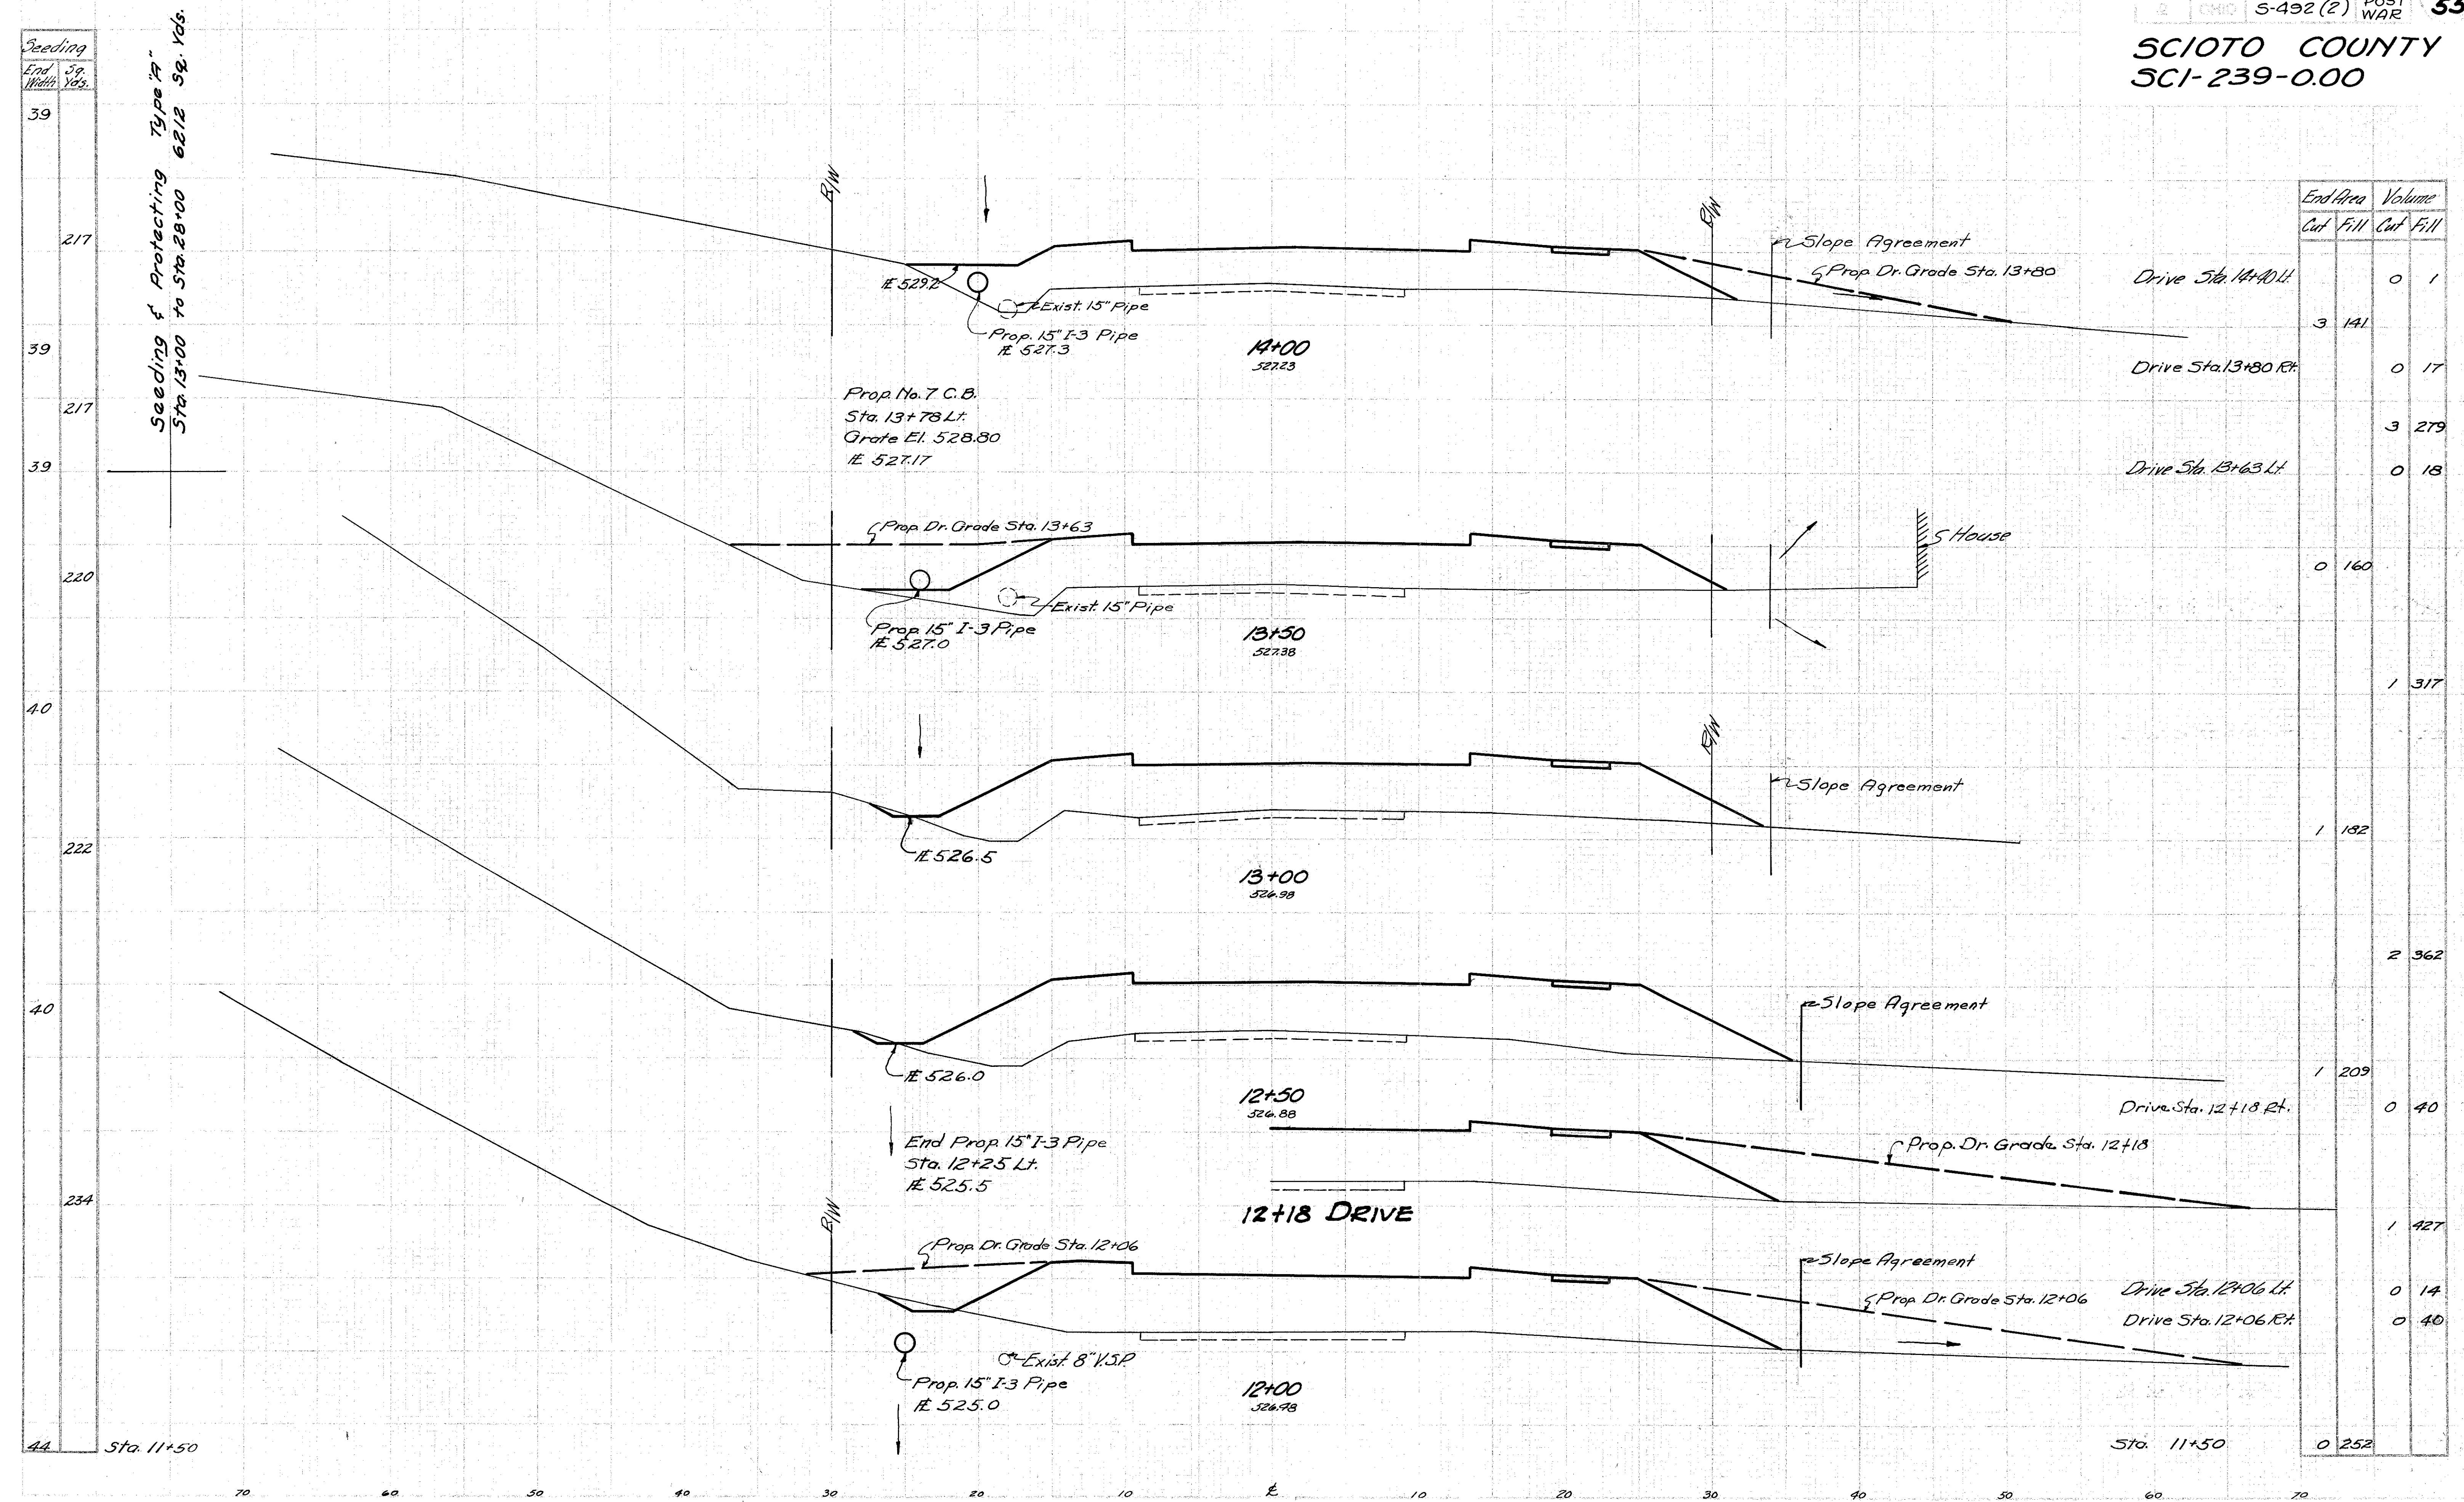 S-492(2) POST WAR 55
SCIOTO COUNTY
SCI-239-0.00
Seeding
End Width
Sq. Yds.
39
217
39
217
39
220
40
222
40
234
44
Sta. 11+50
Seeding & Protecting Type "A"
Sta. 13+00 to Sta. 28+00 6212 Sq. Yds.
R/W
R/W
Slope Agreement
Prop. Dr. Grade Sta. 13+80
529.2
Exist. 15" Pipe
Prop. 15" I-3 Pipe
527.3
14+00
527.23
Prop. No. 7 C.B.
Sta. 13+78 Lt.
Grate El. 528.80
527.17
Prop. Dr. Grade Sta. 13+63
House
Exist. 15" Pipe
Prop. 15" I-3 Pipe
527.0
13+50
527.38
R/W
Slope Agreement
526.5
13+00
526.98
Slope Agreement
526.0
12+50
526.88
End Prop. 15" I-3 Pipe
Sta. 12+25 Lt.
525.5
Prop. Dr. Grade Sta. 12+18
12+18 DRIVE
R/W
Prop. Dr. Grade Sta. 12+06
Slope Agreement
Prop. Dr. Grade Sta. 12+06
Exist. 8" V.S.P.
Prop. 15" I-3 Pipe
525.0
12+00
End Area Volume
Cut Fill Cut Fill
Drive Sta. 14+40 Lt. 0 1
3 141
Drive Sta. 13+80 Rt. 0 17
3 279
Drive Sta. 13+63 Lt. 0 18
0 160
1 317
1 182
2 362
1 209
Drive Sta. 12+18 Rt. 0 40
1 427
Drive Sta. 12+06 Lt. 0 14
Drive Sta. 12+06 Rt. 0 40
Sta. 11+50 0 252
70 60 50 40 30 20 10 ℄ 10 20 30 40 50 60 70